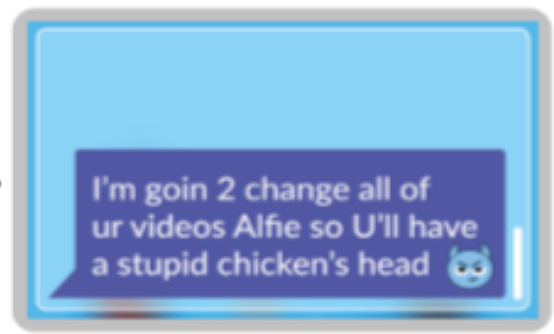 I'm goin 2 change all of
ur videos Alfie so U'll have
a stupid chicken's head